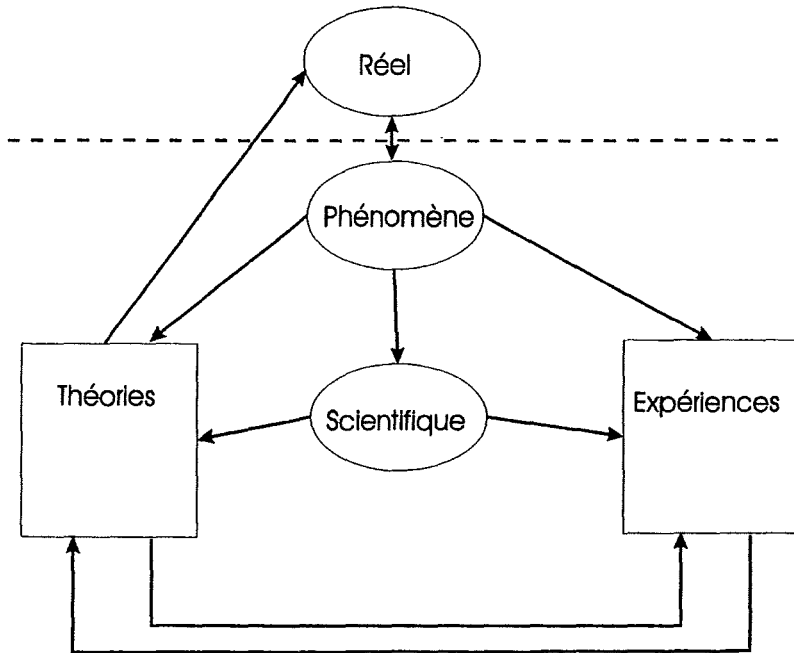 Réel
Phénomène
Théories
Scientifique
Expériences